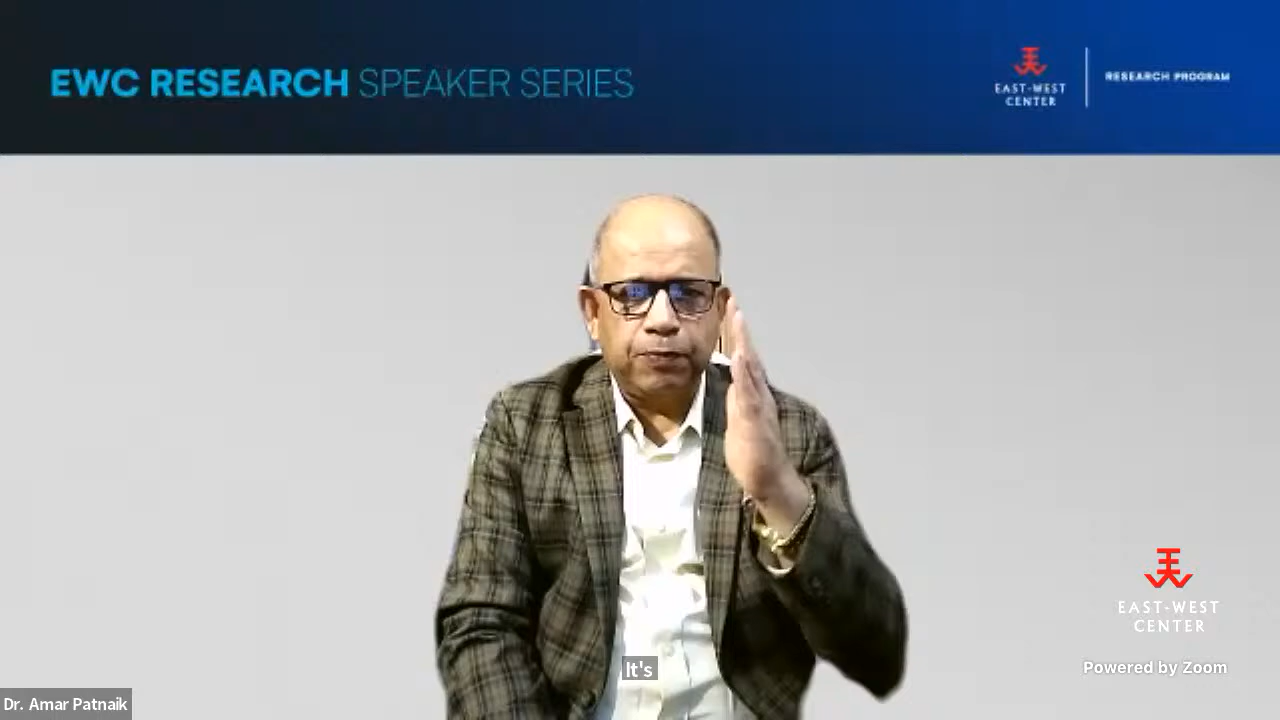 EWC RESEARCH SPEAKER SERIES
EAST-WEST
CENTER
RESEARCH PROGRAM
EAST-WEST
CENTER
It's
Powered by Zoom
Dr. Amar Patnaik